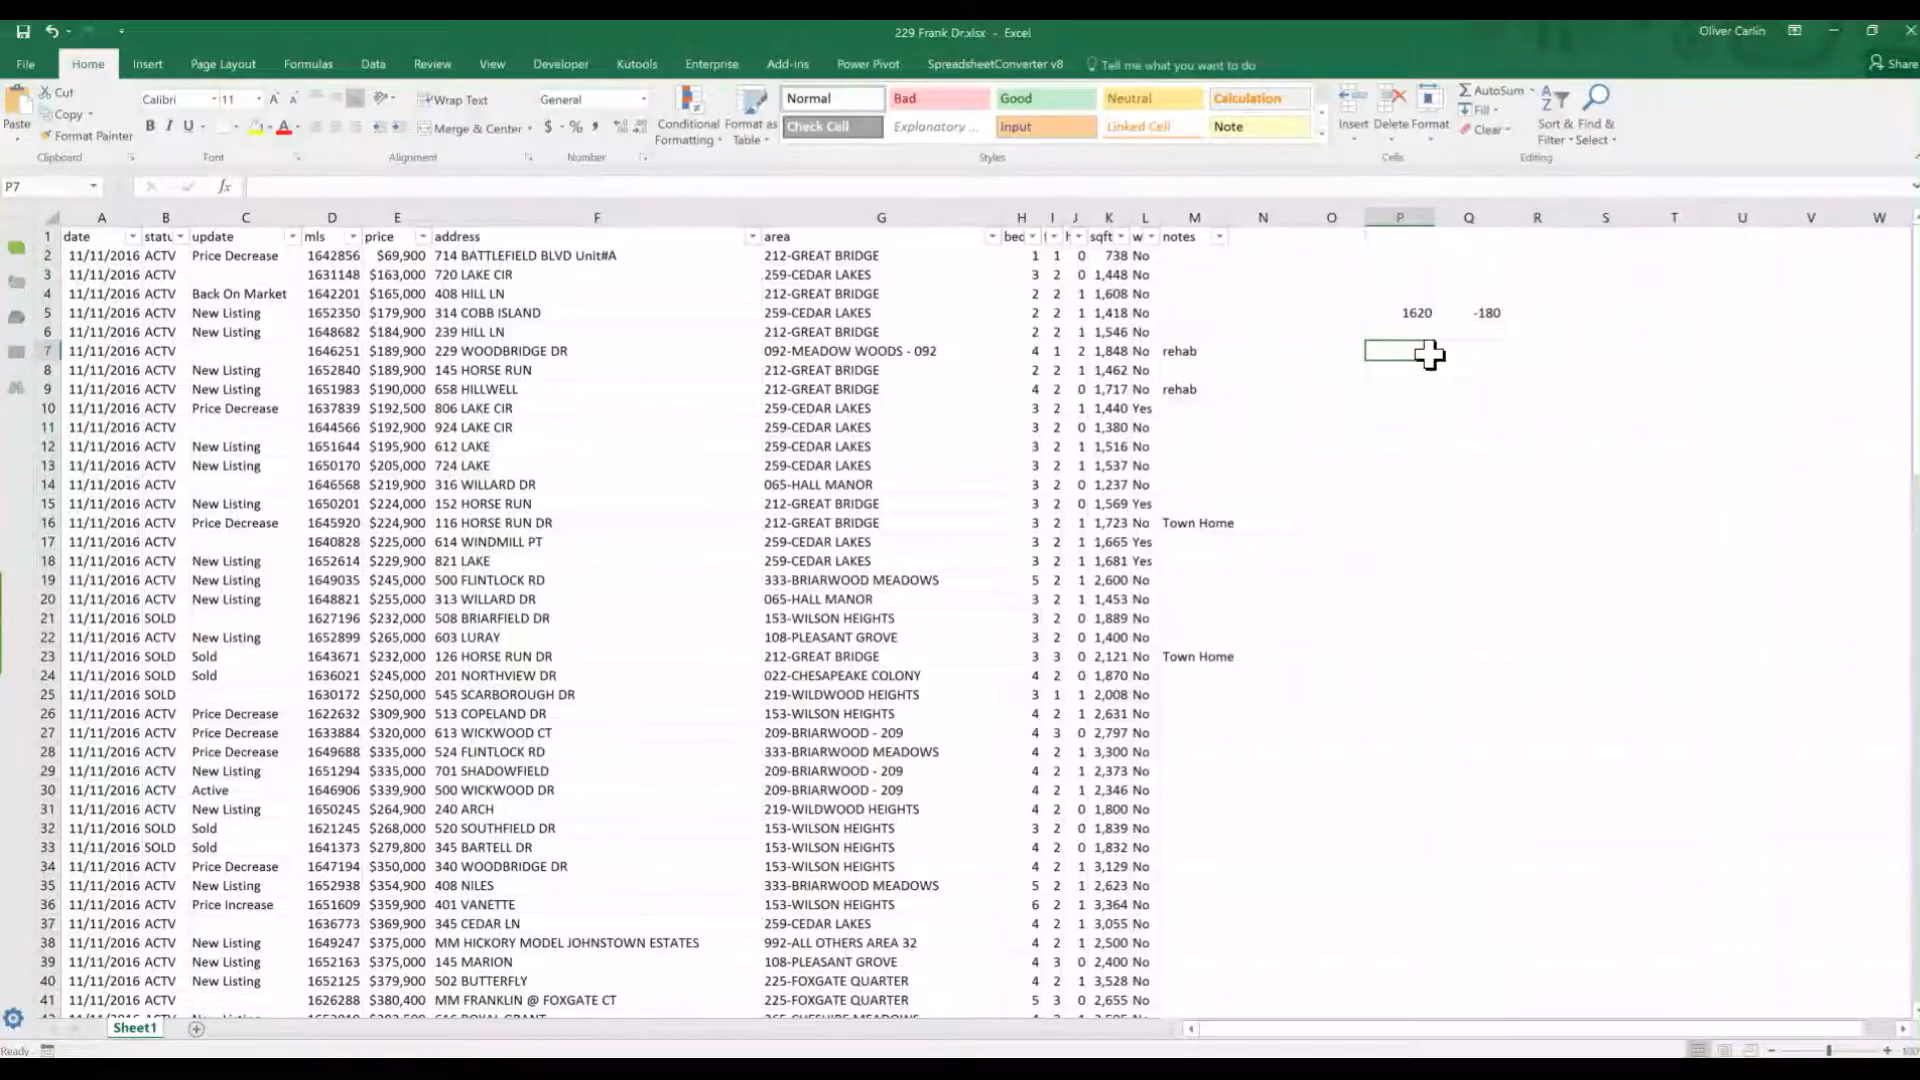 229 Frank Dr.xlsx - Excel
Oliver Carlin
File Home Insert Page Layout Formulas Data Review View Developer Kutools Enterprise Add-ins Power Pivot SpreadsheetConverter v8 Tell me what you want to do Share
Paste
Cut
Copy
Format Painter
Clipboard
Calibri 11
B I U
Font
Wrap Text
Merge & Center
Alignment
General
$ % ,
Number
Conditional Formatting
Format as Table
Normal Bad Good Neutral Calculation
Check Cell Explanatory ... Input Linked Cell Note
Styles
Insert Delete Format
Cells
AutoSum
Fill
Clear
Sort & Filter
Find & Select
Editing
P7 fx
A B C D E F G H I J K L M N O P Q R S T U V W
1 date statu update mls price address area bec h sqft w notes
2 11/11/2016 ACTV Price Decrease 1642856 $69,900 714 BATTLEFIELD BLVD Unit#A 212-GREAT BRIDGE 1 1 0 738 No
3 11/11/2016 ACTV 1631148 $163,000 720 LAKE CIR 259-CEDAR LAKES 3 2 0 1,448 No
4 11/11/2016 ACTV Back On Market 1642201 $165,000 408 HILL LN 212-GREAT BRIDGE 2 2 1 1,608 No
5 11/11/2016 ACTV New Listing 1652350 $179,900 314 COBB ISLAND 259-CEDAR LAKES 2 2 1 1,418 No 1620 -180
6 11/11/2016 ACTV New Listing 1648682 $184,900 239 HILL LN 212-GREAT BRIDGE 2 2 1 1,546 No
7 11/11/2016 ACTV 1646251 $189,900 229 WOODBRIDGE DR 092-MEADOW WOODS - 092 4 1 2 1,848 No rehab
8 11/11/2016 ACTV New Listing 1652840 $189,900 145 HORSE RUN 212-GREAT BRIDGE 2 2 1 1,462 No
9 11/11/2016 ACTV New Listing 1651983 $190,000 658 HILLWELL 212-GREAT BRIDGE 4 2 0 1,717 No rehab
10 11/11/2016 ACTV Price Decrease 1637839 $192,500 806 LAKE CIR 259-CEDAR LAKES 3 2 1 1,440 Yes
11 11/11/2016 ACTV 1644566 $192,900 924 LAKE CIR 259-CEDAR LAKES 3 2 0 1,380 No
12 11/11/2016 ACTV New Listing 1651644 $195,900 612 LAKE 259-CEDAR LAKES 3 2 1 1,516 No
13 11/11/2016 ACTV New Listing 1650170 $205,000 724 LAKE 259-CEDAR LAKES 3 2 1 1,537 No
14 11/11/2016 ACTV 1646568 $219,900 316 WILLARD DR 065-HALL MANOR 3 2 0 1,237 No
15 11/11/2016 ACTV New Listing 1650201 $224,000 152 HORSE RUN 212-GREAT BRIDGE 3 2 0 1,569 Yes
16 11/11/2016 ACTV Price Decrease 1645920 $224,900 116 HORSE RUN DR 212-GREAT BRIDGE 3 2 1 1,723 No Town Home
17 11/11/2016 ACTV 1640828 $225,000 614 WINDMILL PT 259-CEDAR LAKES 3 2 1 1,665 Yes
18 11/11/2016 ACTV New Listing 1652614 $229,900 821 LAKE 259-CEDAR LAKES 3 2 1 1,681 Yes
19 11/11/2016 ACTV New Listing 1649035 $245,000 500 FLINTLOCK RD 333-BRIARWOOD MEADOWS 5 2 1 2,600 No
20 11/11/2016 ACTV New Listing 1648821 $255,000 313 WILLARD DR 065-HALL MANOR 3 2 1 1,453 No
21 11/11/2016 SOLD 1627196 $232,000 508 BRIARFIELD DR 153-WILSON HEIGHTS 3 2 0 1,889 No
22 11/11/2016 ACTV New Listing 1652899 $265,000 603 LURAY 108-PLEASANT GROVE 3 2 0 1,400 No
23 11/11/2016 SOLD Sold 1643671 $232,000 126 HORSE RUN DR 212-GREAT BRIDGE 3 3 0 2,121 No Town Home
24 11/11/2016 SOLD Sold 1636021 $245,000 201 NORTHVIEW DR 022-CHESAPEAKE COLONY 4 2 0 1,870 No
25 11/11/2016 SOLD 1630172 $250,000 545 SCARBOROUGH DR 219-WILDWOOD HEIGHTS 3 1 1 2,008 No
26 11/11/2016 ACTV Price Decrease 1622632 $309,900 513 COPELAND DR 153-WILSON HEIGHTS 4 2 1 2,631 No
27 11/11/2016 ACTV Price Decrease 1633884 $320,000 613 WICKWOOD CT 209-BRIARWOOD - 209 4 3 0 2,797 No
28 11/11/2016 ACTV Price Decrease 1649688 $335,000 524 FLINTLOCK RD 333-BRIARWOOD MEADOWS 4 2 1 3,300 No
29 11/11/2016 ACTV New Listing 1651294 $335,000 701 SHADOWFIELD 209-BRIARWOOD - 209 4 2 1 2,373 No
30 11/11/2016 ACTV Active 1646906 $339,900 500 WICKWOOD DR 209-BRIARWOOD - 209 4 2 1 2,346 No
31 11/11/2016 ACTV New Listing 1650245 $264,900 240 ARCH 219-WILDWOOD HEIGHTS 4 2 0 1,800 No
32 11/11/2016 SOLD Sold 1621245 $268,000 520 SOUTHFIELD DR 153-WILSON HEIGHTS 3 2 0 1,839 No
33 11/11/2016 SOLD Sold 1641373 $279,800 345 BARTELL DR 153-WILSON HEIGHTS 4 2 0 1,832 No
34 11/11/2016 ACTV Price Decrease 1647194 $350,000 340 WOODBRIDGE DR 153-WILSON HEIGHTS 4 2 1 3,129 No
35 11/11/2016 ACTV New Listing 1652938 $354,900 408 NILES 333-BRIARWOOD MEADOWS 5 2 1 2,623 No
36 11/11/2016 ACTV Price Increase 1651609 $359,900 401 VANETTE 153-WILSON HEIGHTS 6 2 1 3,364 No
37 11/11/2016 ACTV 1636773 $369,900 345 CEDAR LN 259-CEDAR LAKES 4 2 1 3,055 No
38 11/11/2016 ACTV New Listing 1649247 $375,000 MM HICKORY MODEL JOHNSTOWN ESTATES 992-ALL OTHERS AREA 32 4 2 1 2,500 No
39 11/11/2016 ACTV New Listing 1652163 $375,000 145 MARION 108-PLEASANT GROVE 4 3 0 2,400 No
40 11/11/2016 ACTV New Listing 1652125 $379,900 502 BUTTERFLY 225-FOXGATE QUARTER 4 2 1 3,528 No
41 11/11/2016 ACTV 1626288 $380,400 MM FRANKLIN @ FOXGATE CT 225-FOXGATE QUARTER 5 3 0 2,655 No
Sheet1
Ready